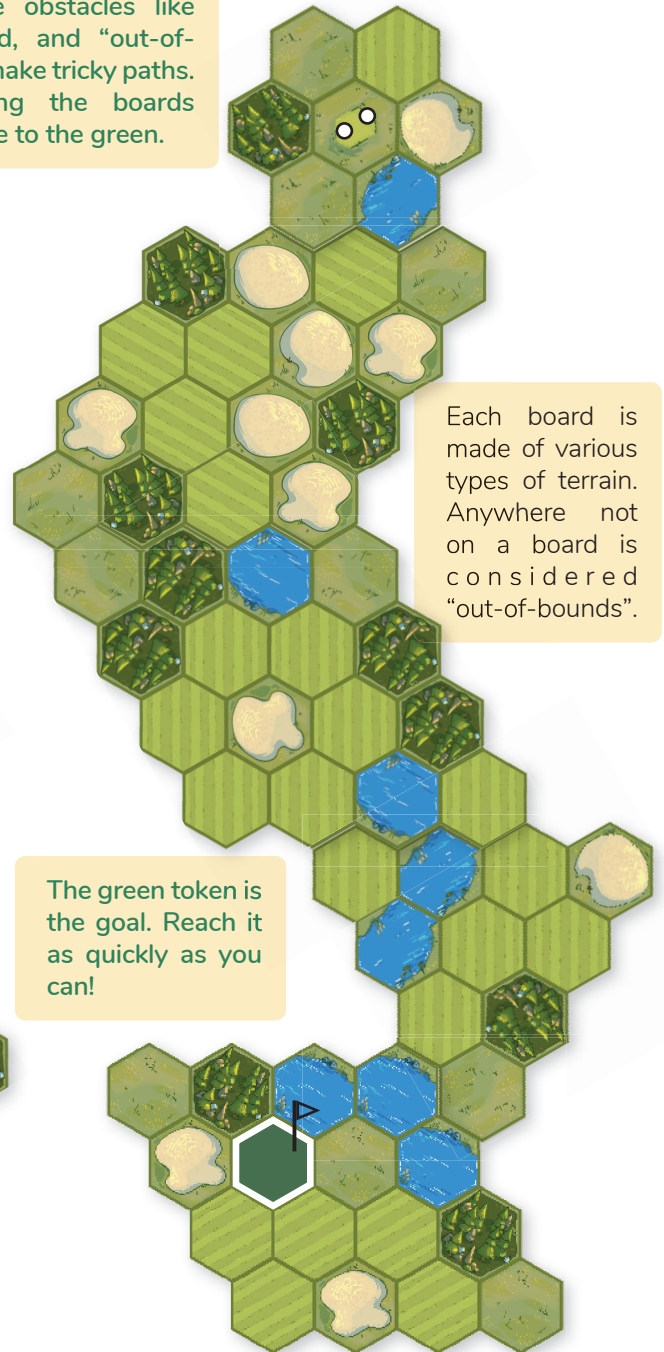 obstacles like
and “out-of-
make tricky paths.
the boards
to the green.
Each board is
made of various
types of terrain.
Anywhere not
on a board is
considered
“out-of-bounds”.
The green token is
the goal. Reach it
as quickly as you
can!